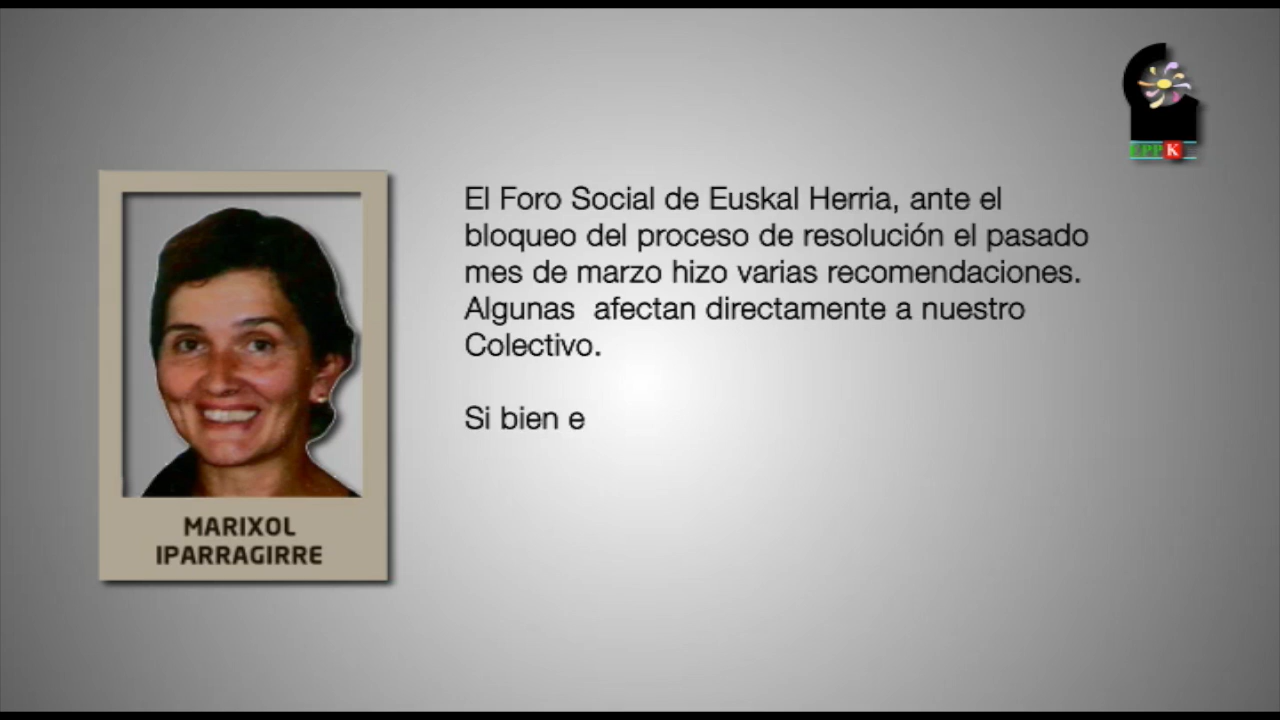 EPPK
El Foro Social de Euskal Herria, ante el
bloqueo del proceso de resolución el pasado
mes de marzo hizo varias recomendaciones.
Algunas  afectan directamente a nuestro
Colectivo.
Si bien e
MARIXOL
IPARRAGIRRE